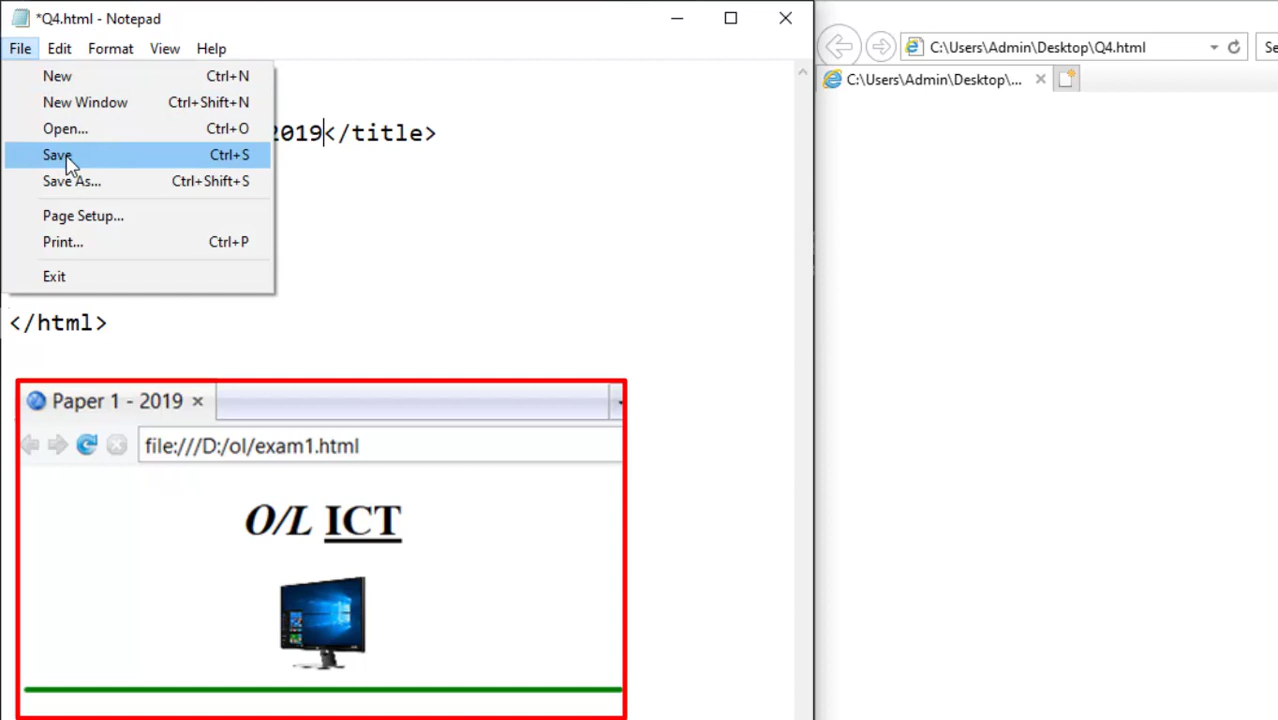 *Q4.html - Notepad
File Edit Format View Help
New Ctrl+N
New Window Ctrl+Shift+N
Open... Ctrl+O
Save Ctrl+S
Save As... Ctrl+Shift+S
Page Setup...
Print... Ctrl+P
Exit
2019</title>
</html>
Paper 1 - 2019
file:///D:/ol/exam1.html
O/L ICT
C:\Users\Admin\Desktop\Q4.html
C:\Users\Admin\Desktop\...